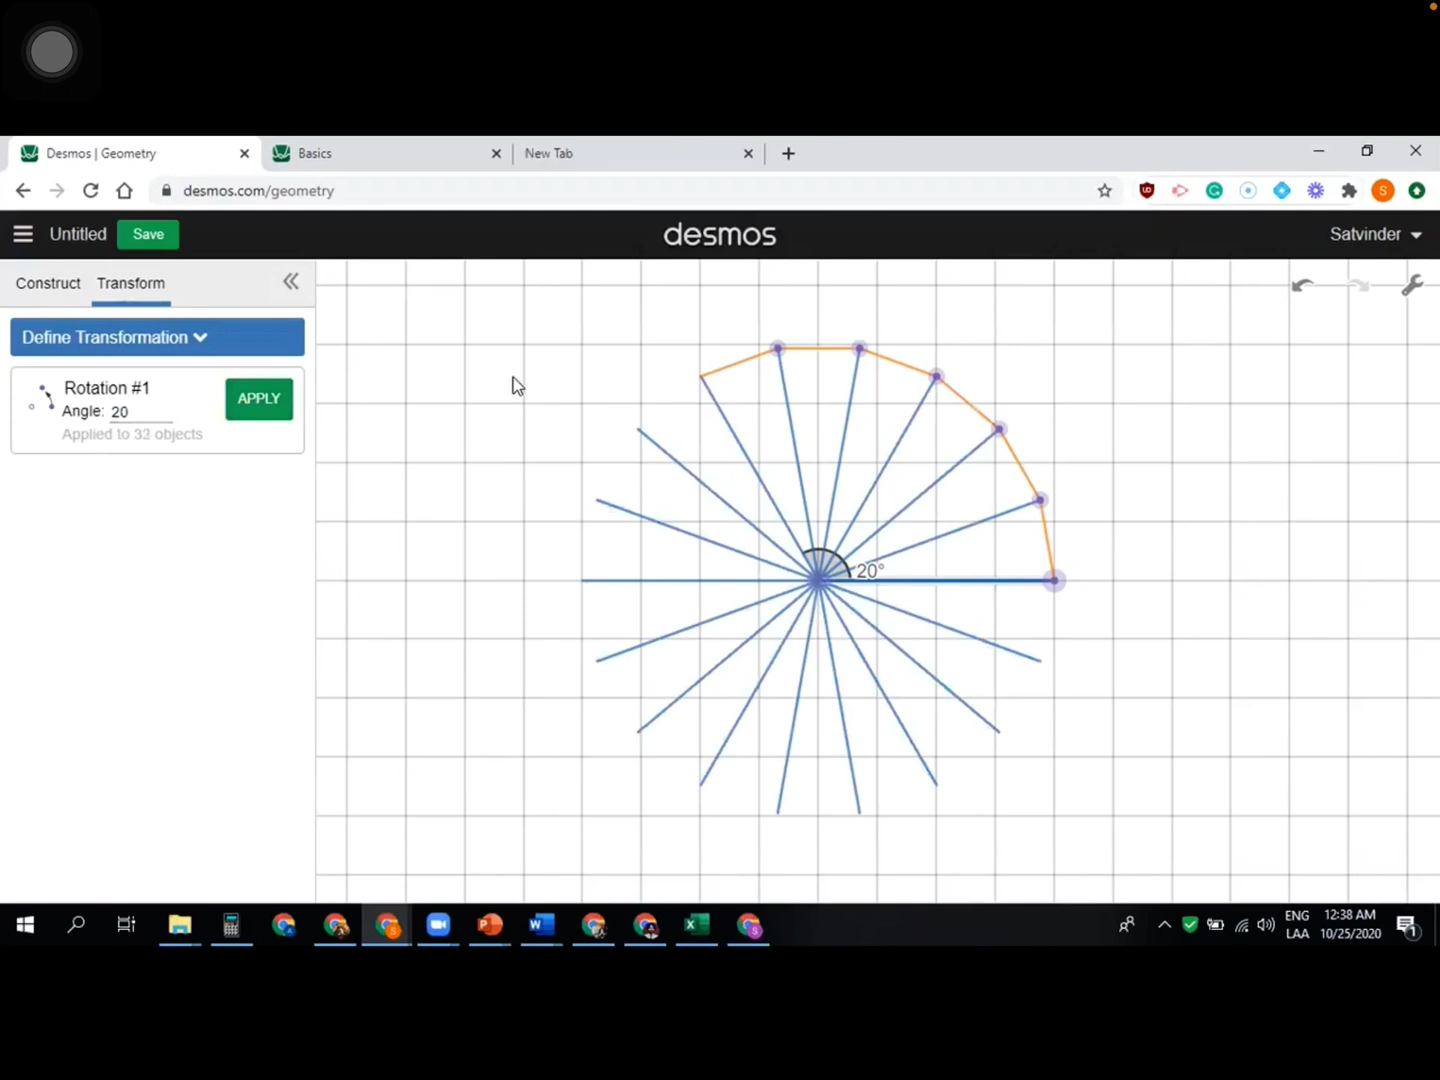 Desmos | Geometry
Basics
New Tab
desmos.com/geometry
S
Untitled
Save
desmos
Satvinder
Construct
Transform
Define Transformation
Rotation #1
Angle: 20
APPLY
Applied to 32 objects
20°
ENG
LAA
12:38 AM
10/25/2020
1